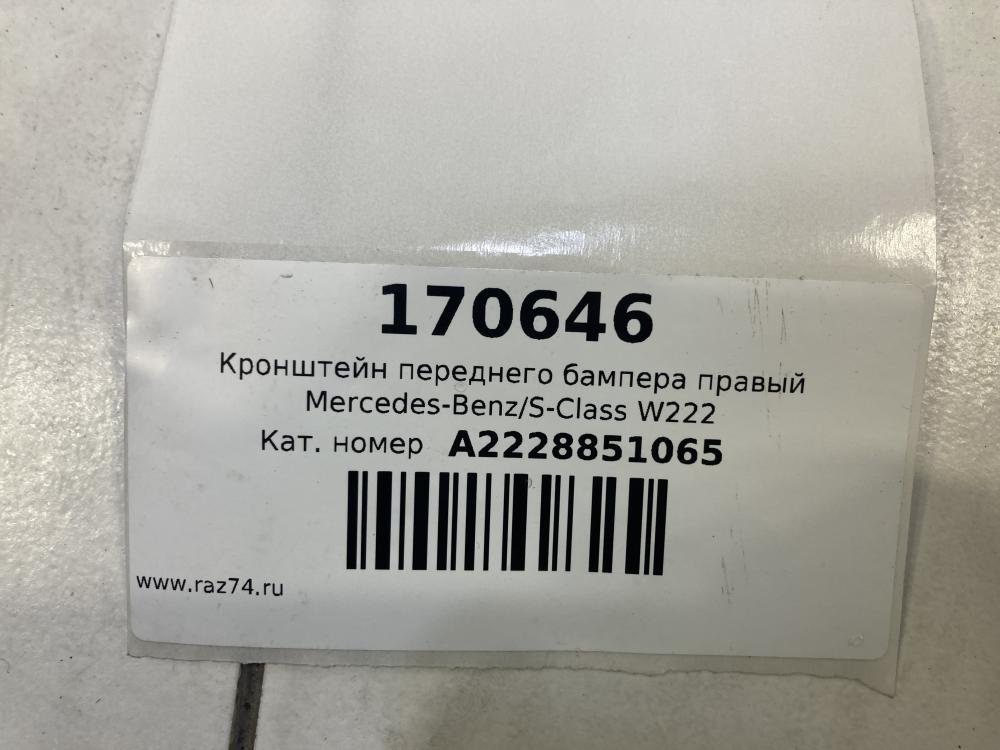 170646
Кронштейн переднего бампера правый
Mercedes-Benz/S-Class W222
Кат. номер A2228851065
www.raz74.ru